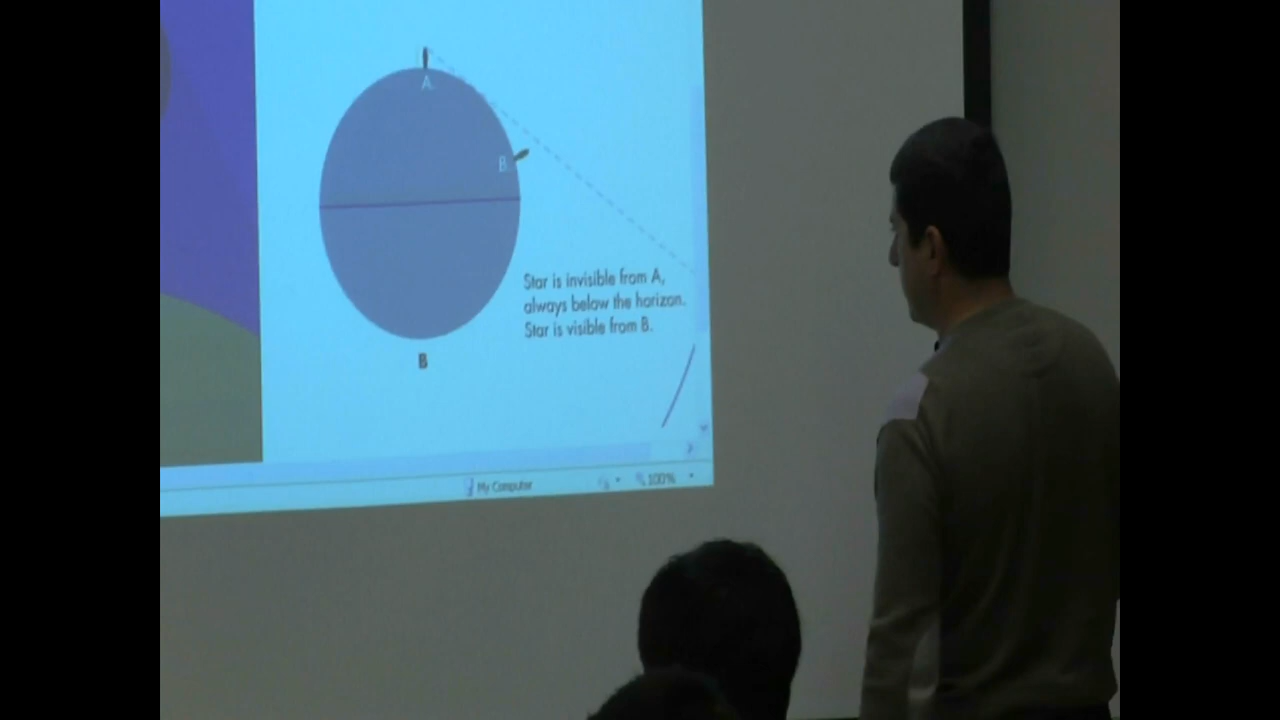 A.
B.
Star is invisible from A,
always below the horizon.
Star is visible from B.
B
My Computer
100%